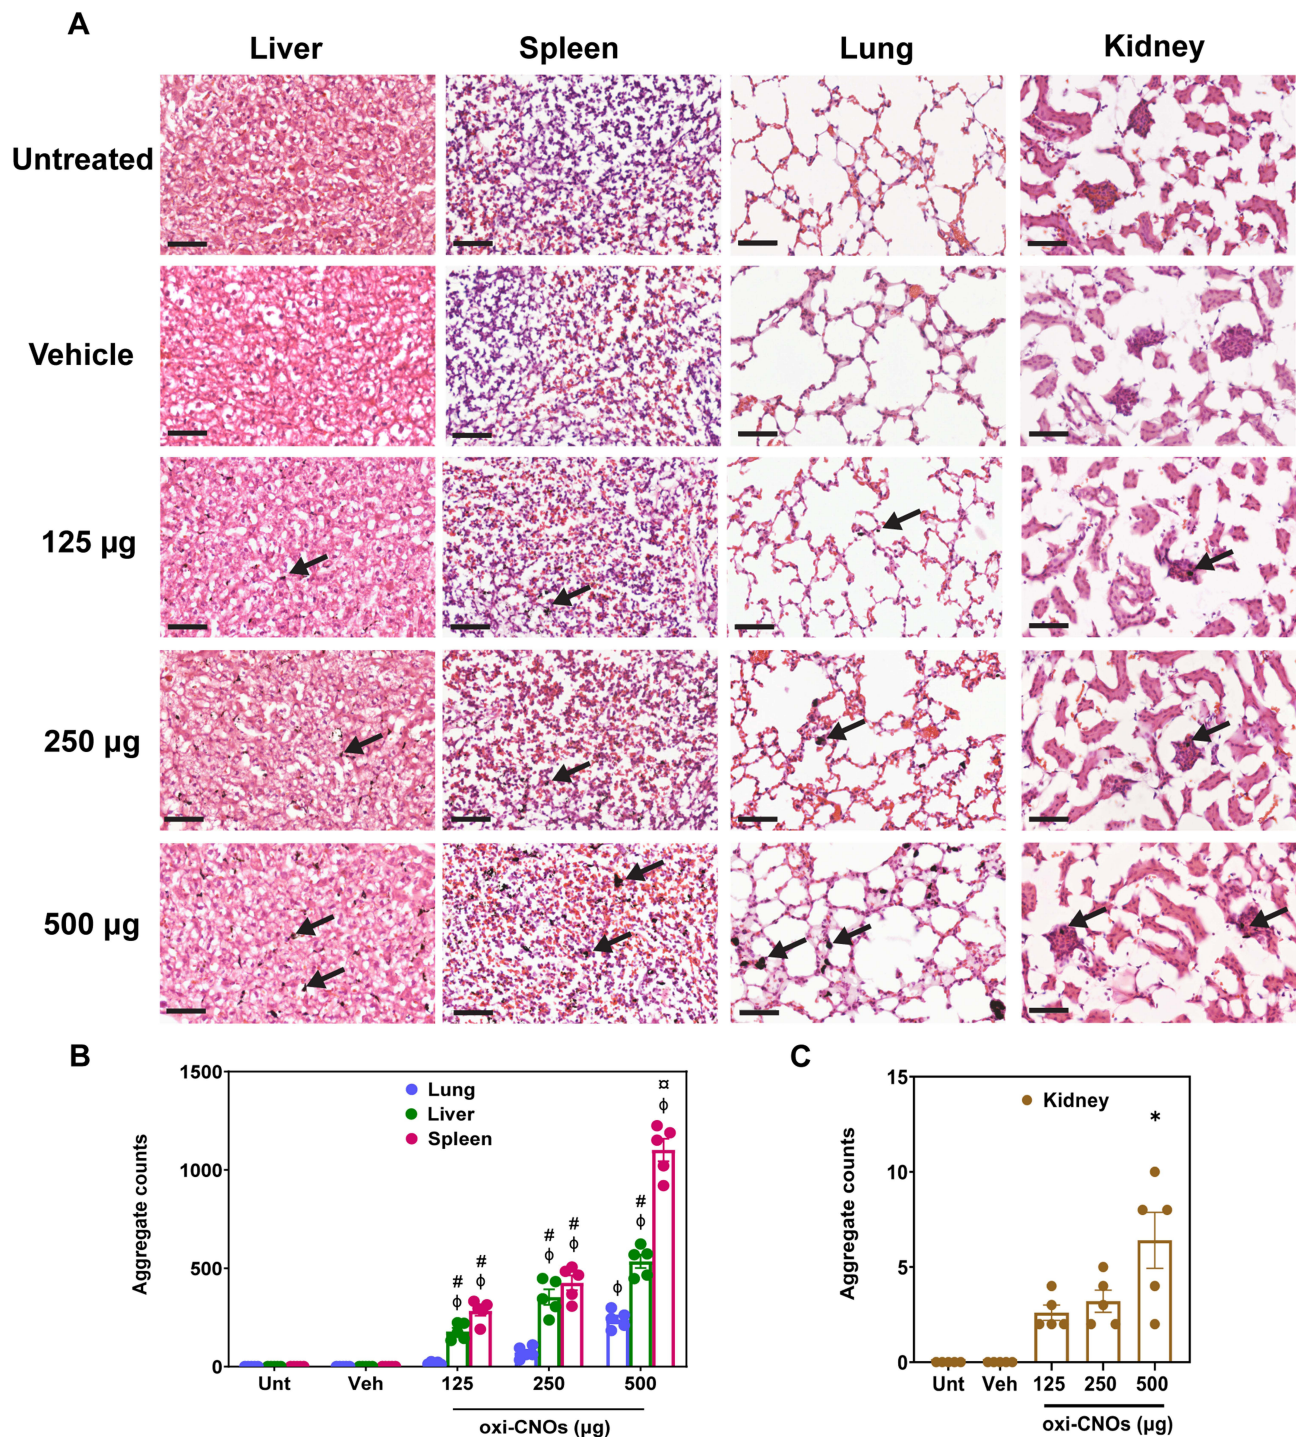 A
Liver Spleen Lung Kidney
Untreated
Vehicle
125 µg
250 µg
500 µg
B
1500
1000
500
0
Aggregate counts
Lung
Liver
Spleen
# ϕ # ϕ
# ϕ # ϕ
ϕ # ϕ ¤ ϕ
Unt Veh 125 250 500
oxi-CNOs (µg)
C
15
10
5
0
Aggregate counts
Kidney
*
Unt Veh 125 250 500
oxi-CNOs (µg)